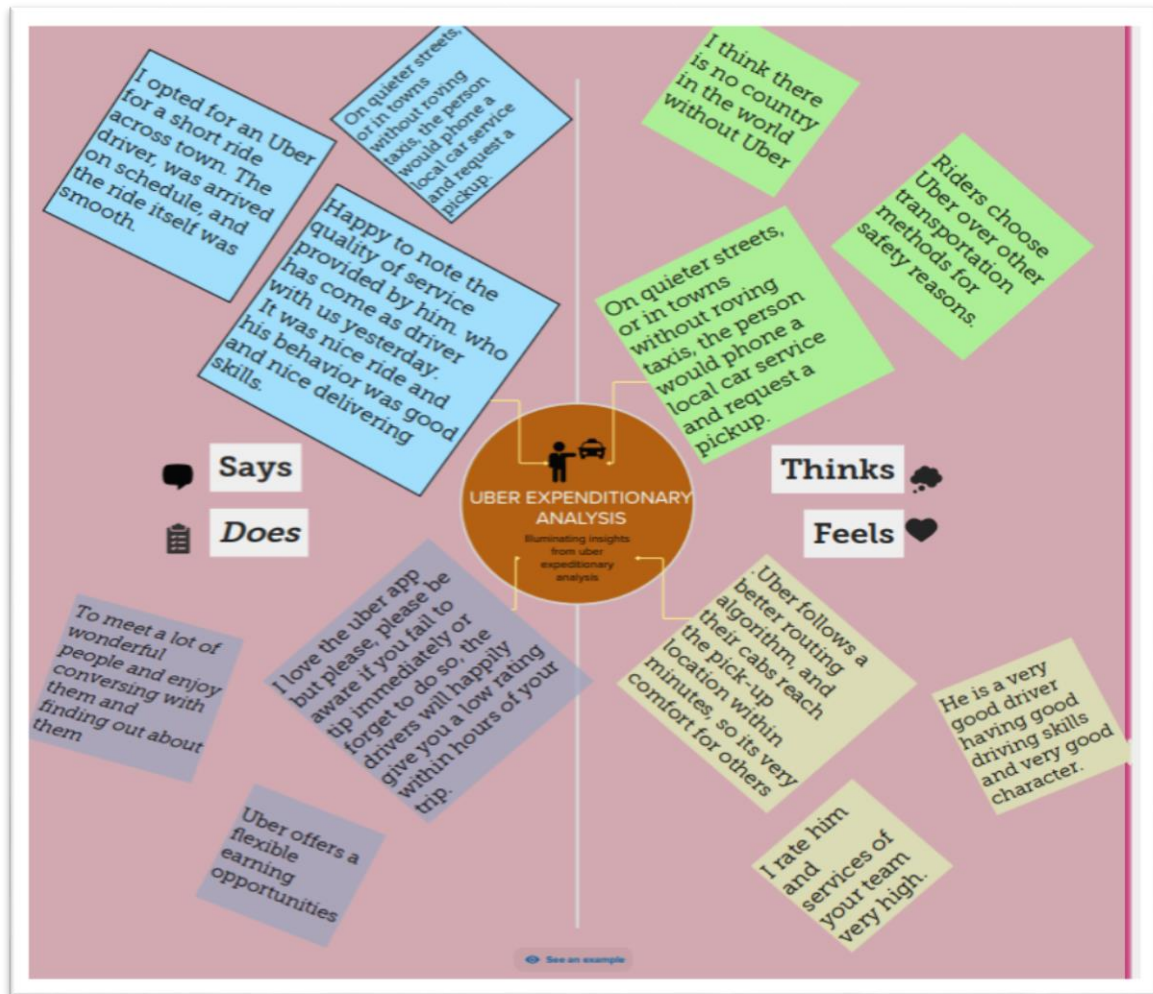 I opted for an Uber
for a short ride
across town. The
driver, was arrived
on schedule, and
the ride itself was
smooth.
On quieter streets,
or in towns
without roving
taxis, the person
would phone a
local car service
and request a
pickup.
Happy to note the
quality of service
provided by him. who
has come as driver
with us yesterday.
It was nice ride and
his behavior was good
and nice delivering
skills.
I think there
is no country
in the world
without Uber
Riders choose
Uber over other
transportation
methods for
safety reasons.
On quieter streets,
or in towns
without roving
taxis, the person
would phone a
local car service
and request a
pickup.
Says
Does
Thinks
Feels
UBER EXPENDITIONARY
ANALYSIS
Illuminating insights
from uber
expeditionary
analysis
To meet a lot of
wonderful
people and enjoy
conversing with
them and
finding out about
them
I love the uber app
but please, please be
aware if you fail to
tip immediately or
forget to do so, the
drivers will happily
give you a low rating
within hours of your
trip.
Uber offers a
flexible
earning
opportunities
.Uber follows a
better routing
algorithm, and
their cabs reach
the pick-up
location within
minutes, so its very
comfort for others
He is a very
good driver
having good
driving skills
and very good
character.
I rate him
and
services of
your team
very high.
See an example